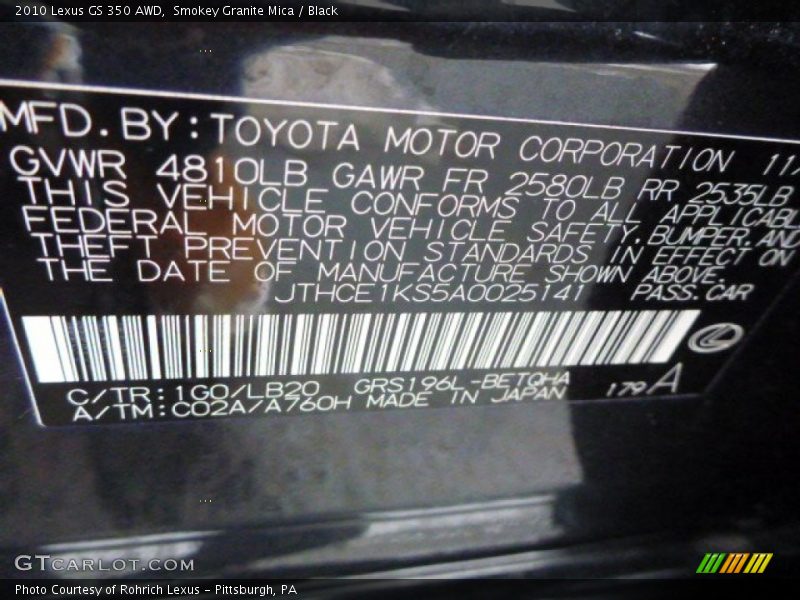 2010 Lexus GS 350 AWD, Smokey Granite Mica / Black
MFD. BY: TOYOTA MOTOR CORPORATION 11/
GVWR 4810LB GAWR FR 2580LB RR 2535LB
THIS VEHICLE CONFORMS TO ALL APPLICABL
FEDERAL MOTOR VEHICLE SAFETY, BUMPER, AND
THEFT PREVENTION STANDARDS IN EFFECT ON
THE DATE OF MANUFACTURE SHOWN ABOVE.
JTHCE1KS5A0025141 PASS. CAR
C/TR: 1G0/LB20 GRS196L-BETQHA
A/TM: C02A/A760H MADE IN JAPAN 179 A
GTCARLOT.COM
Photo Courtesy of Rohrich Lexus - Pittsburgh, PA